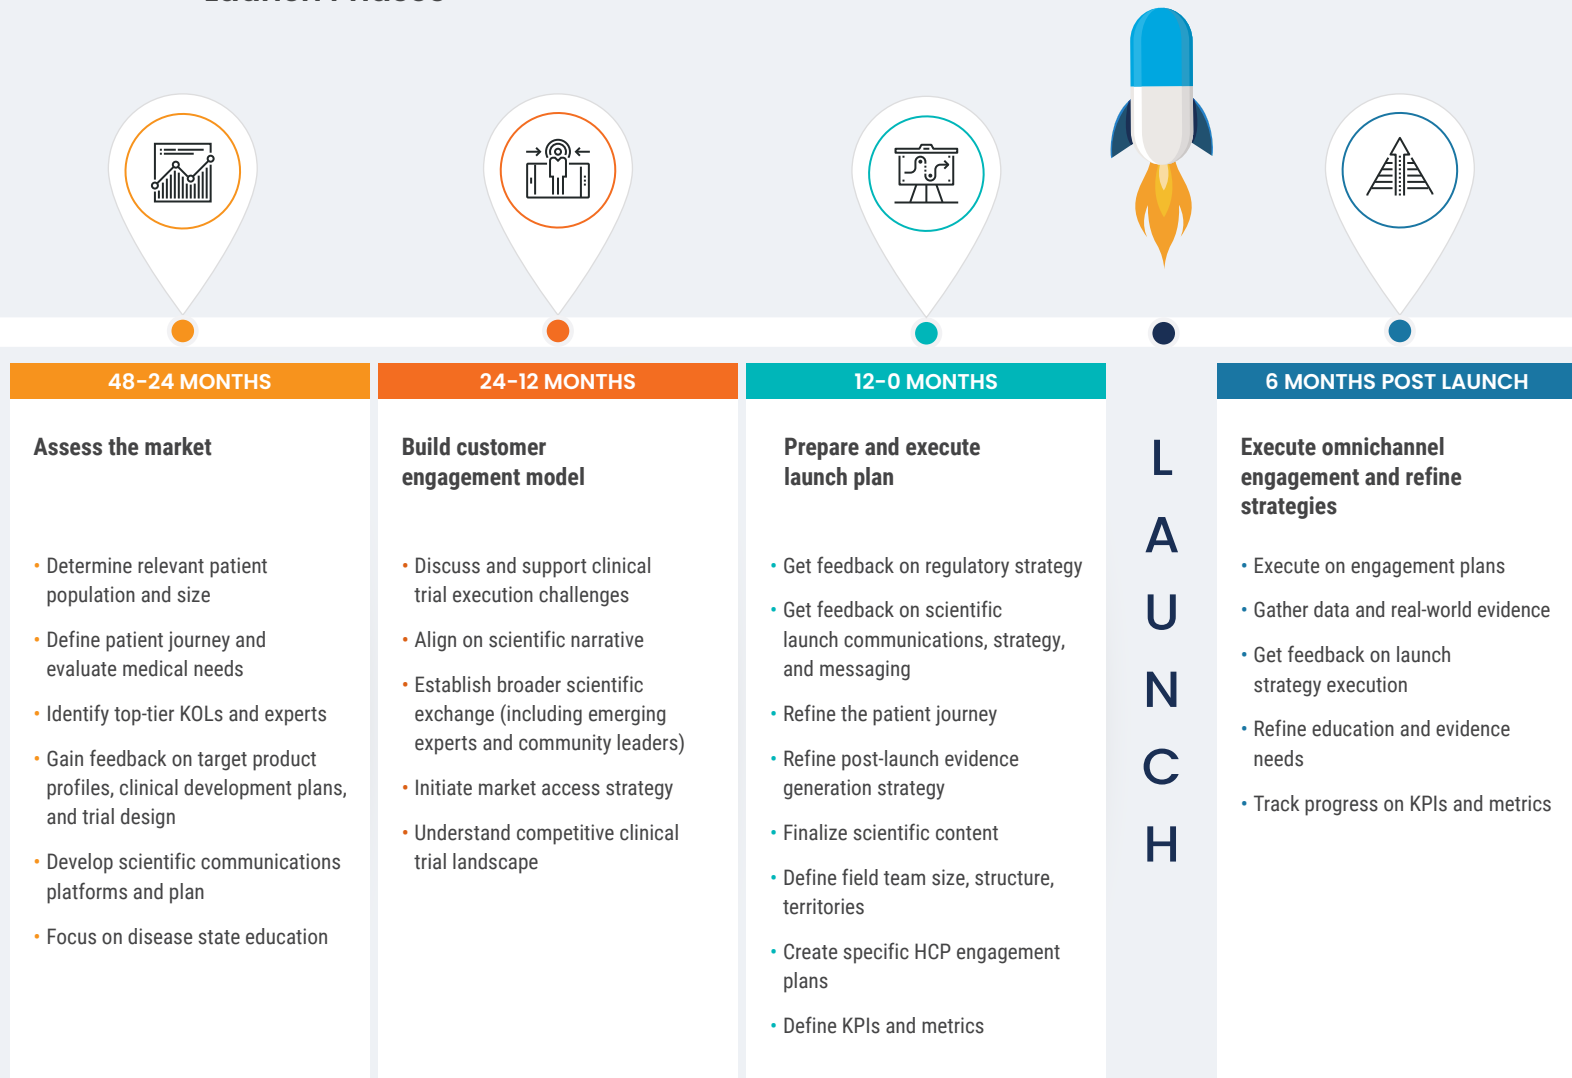 Launch Phases
48-24 MONTHS
Assess the market
• Determine relevant patient
population and size
• Define patient journey and
evaluate medical needs
• Identify top-tier KOLs and experts
• Gain feedback on target product
profiles, clinical development plans,
and trial design
• Develop scientific communications
platforms and plan
• Focus on disease state education
24-12 MONTHS
Build customer
engagement model
• Discuss and support clinical
trial execution challenges
• Align on scientific narrative
• Establish broader scientific
exchange (including emerging
experts and community leaders)
• Initiate market access strategy
• Understand competitive clinical
trial landscape
12-0 MONTHS
Prepare and execute
launch plan
• Get feedback on regulatory strategy
• Get feedback on scientific
launch communications, strategy,
and messaging
• Refine the patient journey
• Refine post-launch evidence
generation strategy
• Finalize scientific content
• Define field team size, structure,
territories
• Create specific HCP engagement
plans
• Define KPIs and metrics
L
A
U
N
C
H
6 MONTHS POST LAUNCH
Execute omnichannel
engagement and refine
strategies
• Execute on engagement plans
• Gather data and real-world evidence
• Get feedback on launch
strategy execution
• Refine education and evidence
needs
• Track progress on KPIs and metrics